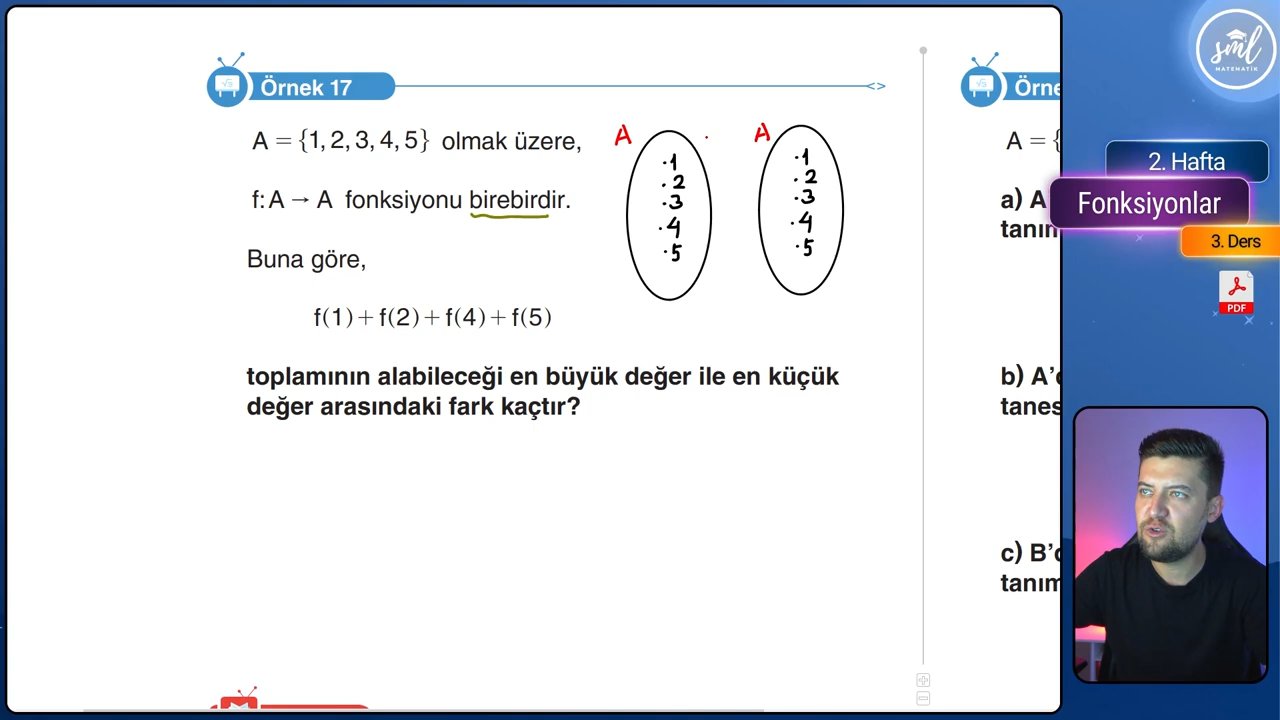 Örnek 17
A = {1, 2, 3, 4, 5} olmak üzere,
f: A → A fonksiyonu birebirdir.
Buna göre,
f(1) + f(2) + f(4) + f(5)
toplamının alabileceği en büyük değer ile en küçük
değer arasındaki fark kaçtır?
A
.1
.2
.3
.4
.5
A
.1
.2
.3
.4
.5
Örne
A = {
a) A
tanım
b) A'
tanes
c) B'
tanım
sml
MATEMATİK
2. Hafta
Fonksiyonlar
3. Ders
PDF